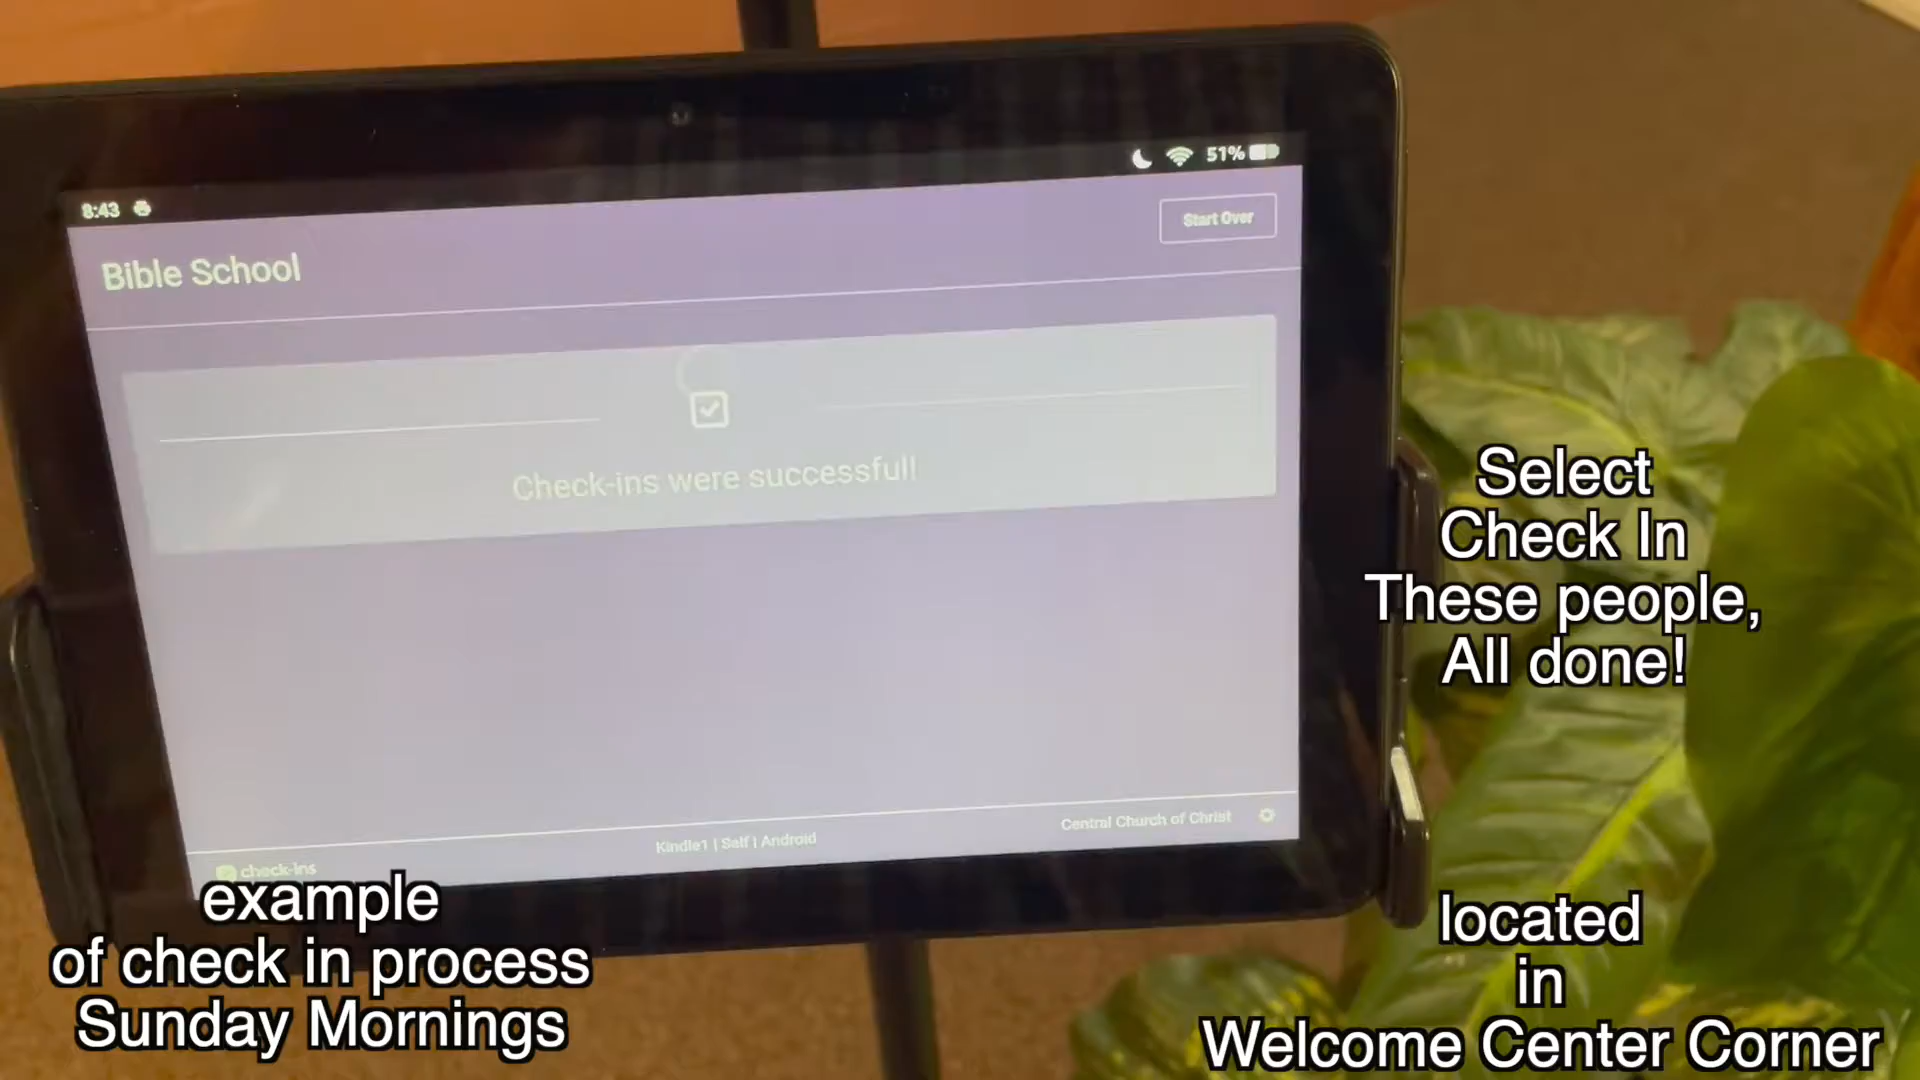 8:43
51%
Start Over
Bible School
Check-ins were successful!
Kindle1 | Self | Android
Central Church of Christ
check-ins
Select
Check In
These people,
All done!
example
of check in process
Sunday Mornings
located
in
Welcome Center Corner